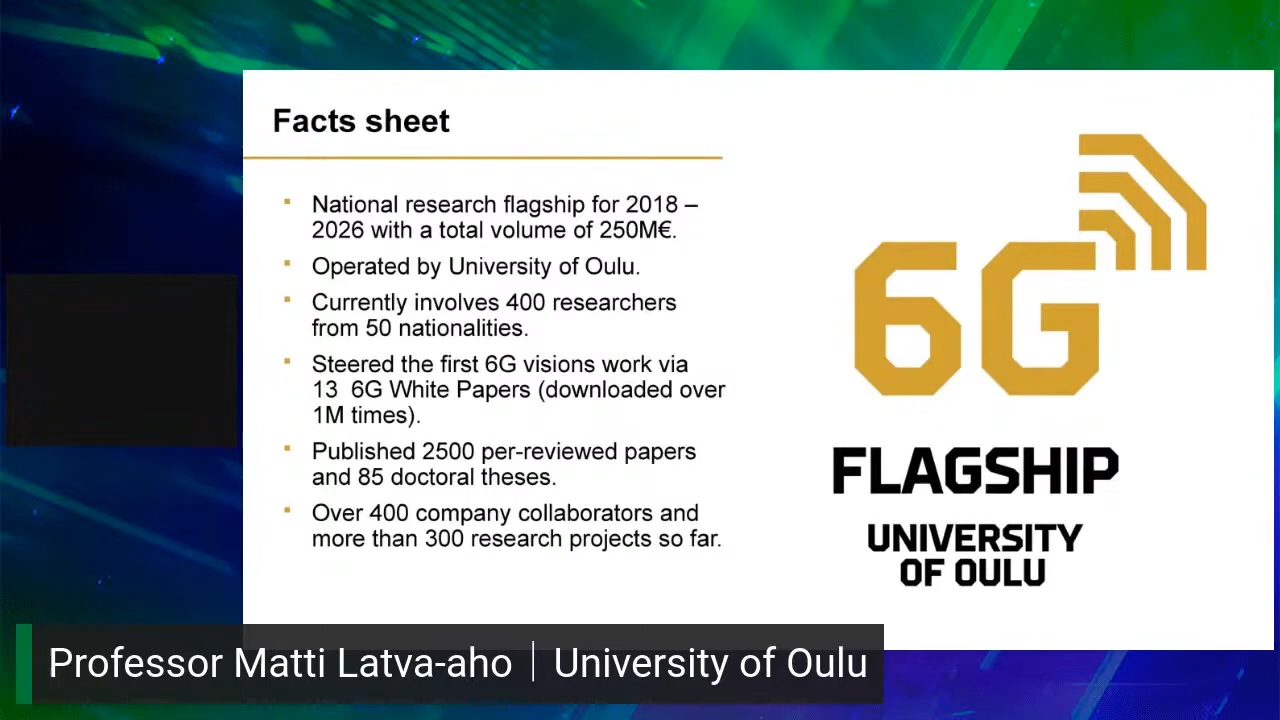 Facts sheet
National research flagship for 2018 –
2026 with a total volume of 250M€.
Operated by University of Oulu.
Currently involves 400 researchers
from 50 nationalities.
Steered the first 6G visions work via
13 6G White Papers (downloaded over
1M times).
Published 2500 per-reviewed papers
and 85 doctoral theses.
Over 400 company collaborators and
more than 300 research projects so far.
6G
FLAGSHIP
UNIVERSITY
OF OULU
Professor Matti Latva-aho | University of Oulu